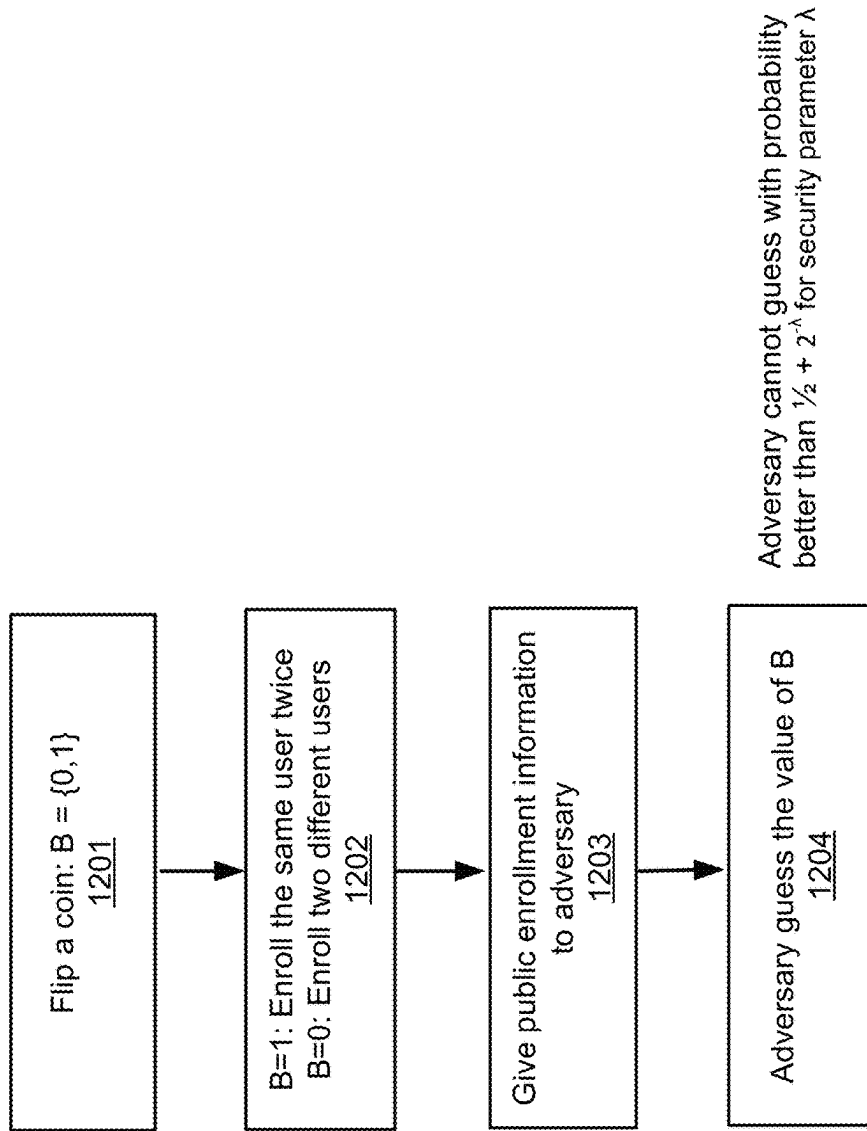 Flip a coin: B = {0,1}
1201
B=1: Enroll the same user twice
B=0: Enroll two different users
1202
Give public enrollment information
to adversary
1203
Adversary guess the value of B
1204
Adversary cannot guess with probability
better than ½ + 2^-λ for security parameter λ